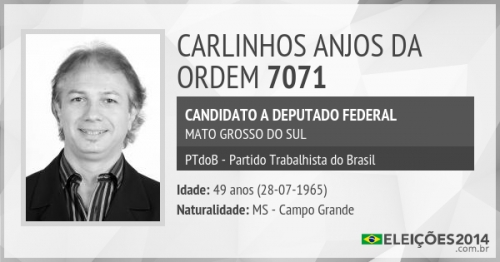 CARLINHOS ANJOS DA
ORDEM 7071
CANDIDATO A DEPUTADO FEDERAL
MATO GROSSO DO SUL
PTdoB - Partido Trabalhista do Brasil
Idade: 49 anos (28-07-1965)
Naturalidade: MS - Campo Grande
ELEIÇÕES2014
.com.br